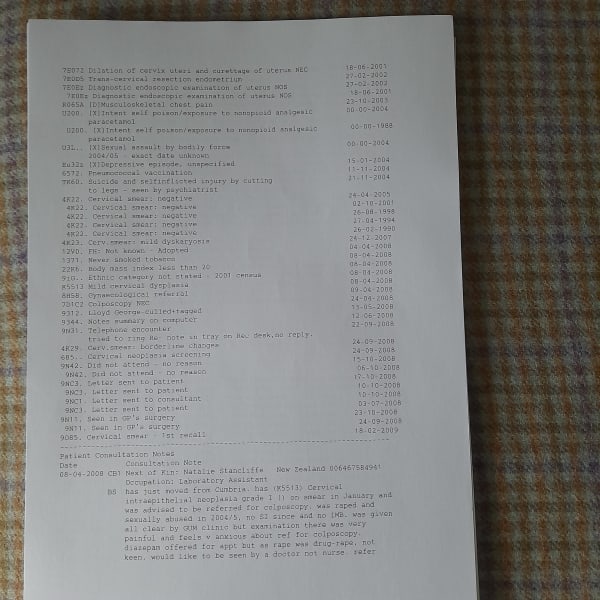 7E071 Dilation of cervix uteri and curettage of uterus NEC 18-06-2001
7E0D5 Trans-cervical resection endometrium 27-02-2002
7E0Ez Diagnostic endoscopic examination of uterus NOS 27-02-2002
7E0Ez Diagnostic endoscopic examination of uterus NOS 18-06-2001
R065A [D]Musculoskeletal chest pain 23-10-2003
U200. [X]Intent self poison/exposure to nonopioid analgesic 00-00-2004
paracetamol
U200. [X]Intent self poison/exposure to nonopioid analgesic 00-00-1988
paracetamol
U3L.. [X]Sexual assault by bodily force 00-00-2004
2004/05 - exact date unknown
Eu32z [X]Depressive episode, unspecified 15-01-2004
6572. Pneumococcal vaccination 11-11-2004
TK60. Suicide and selfinflicted injury by cutting 21-11-2004
to legs - seen by psychiatrist
4K22. Cervical smear: negative 24-04-2005
4K22. Cervical smear: negative 02-10-2001
4K22. Cervical smear: negative 26-08-1998
4K22. Cervical smear: negative 27-04-1994
4K22. Cervical smear: negative 26-02-1990
4K23. Cerv.smear: mild dyskaryosis 24-12-2007
12V0. FH: Not known - Adopted 04-04-2008
1371. Never smoked tobacco 08-04-2008
22K6. Body mass index less than 20 08-04-2008
9i0.. Ethnic category not stated - 2001 census 08-04-2008
K5513 Mild cervical dysplasia 08-04-2008
8H58. Gynaecological referral 09-04-2008
7D1C2 Colposcopy NEC 24-04-2008
9312. Lloyd George-culled+tagged 13-05-2008
9344. Notes summary on computer 12-06-2008
9N31. Telephone encounter 22-09-2008
tried to ring Re- note in tray on Rec desk,no reply.
4K29. Cerv.smear: borderline changes 24-09-2008
685.. Cervical neoplasia screening 24-09-2008
9N42. Did not attend - no reason 15-10-2008
9N42. Did not attend - no reason 06-10-2008
9NC3. Letter sent to patient 17-10-2008
9NC3. Letter sent to patient 10-10-2008
9NC1. Letter sent to consultant 10-10-2008
9NC3. Letter sent to patient 03-07-2008
9N11. Seen in GP's surgery 23-10-2008
9N11. Seen in GP's surgery 24-09-2008
9O85. Cervical smear - 1st recall 18-02-2009
Patient Consultation Notes
Date Consultation Note
08-04-2008 CB1 Next of Kin: Natalie Stancliffe New Zealand 00646758494!
Occupation: Laboratory Assistant
BS has just moved from Cumbria. has (K5513) Cervical
intraepithelial neoplasia grade I () on smear in January and
was advised to be referred for colposcopy. was raped and
sexually abused in 2004/5, no SI since and no IMB. was given
all clear by GUM clinic but examination there was very
painful and feels v anxious about ref for colposcopy.
diazepam offered for appt but as rape was drug-rape, not
keen. would like to be seen by a doctor not nurse. refer